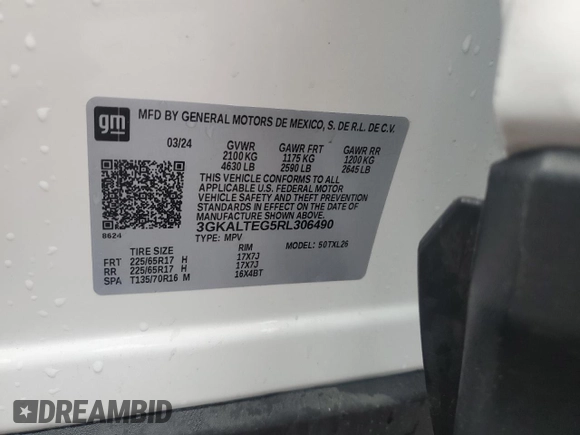 gm
MFD BY GENERAL MOTORS DE MEXICO, S. DE R.L. DE C.V.
03/24 GVWR GAWR FRT GAWR RR
2100 KG 1175 KG 1200 KG
4630 LB 2590 LB 2645 LB
THIS VEHICLE CONFORMS TO ALL
APPLICABLE U.S. FEDERAL MOTOR
VEHICLE SAFETY AND THEFT PREVENTION
STANDARDS IN EFFECT ON THE DATE OF
MANUFACTURE SHOWN ABOVE.
3GKALTEG5RL306490
8624 TYPE: MPV MODEL: 50TXL26
TIRE SIZE RIM
FRT 225/65R17 H 17X7J
RR 225/65R17 H 17X7J
SPA T135/70R16 M 16X4BT
DREAMBID